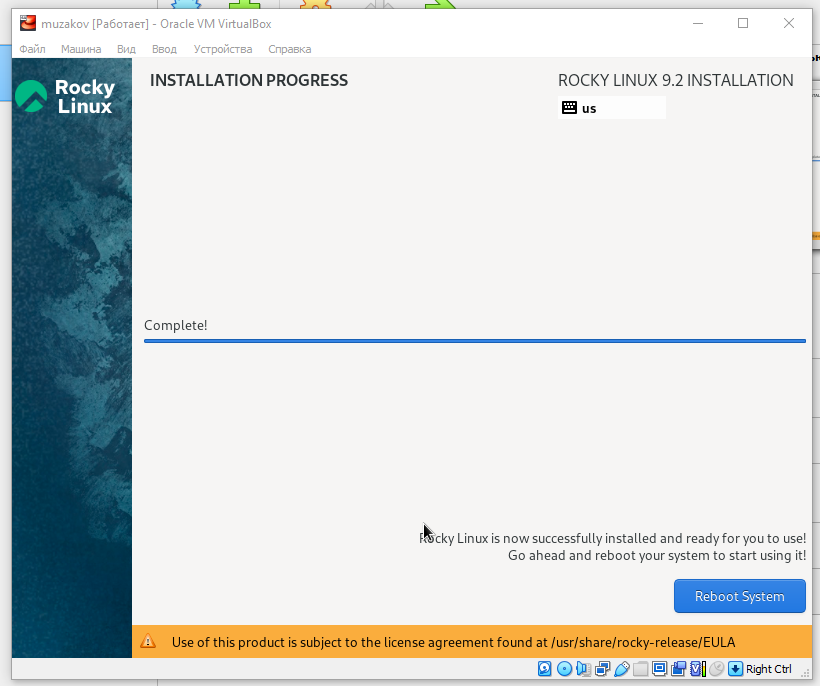 muzakov [Работает] - Oracle VM VirtualBox
Файл Машина Вид Ввод Устройства Справка
Rocky
Linux
INSTALLATION PROGRESS
ROCKY LINUX 9.2 INSTALLATION
us
Complete!
Rocky Linux is now successfully installed and ready for you to use!
Go ahead and reboot your system to start using it!
Reboot System
Use of this product is subject to the license agreement found at /usr/share/rocky-release/EULA
Right Ctrl